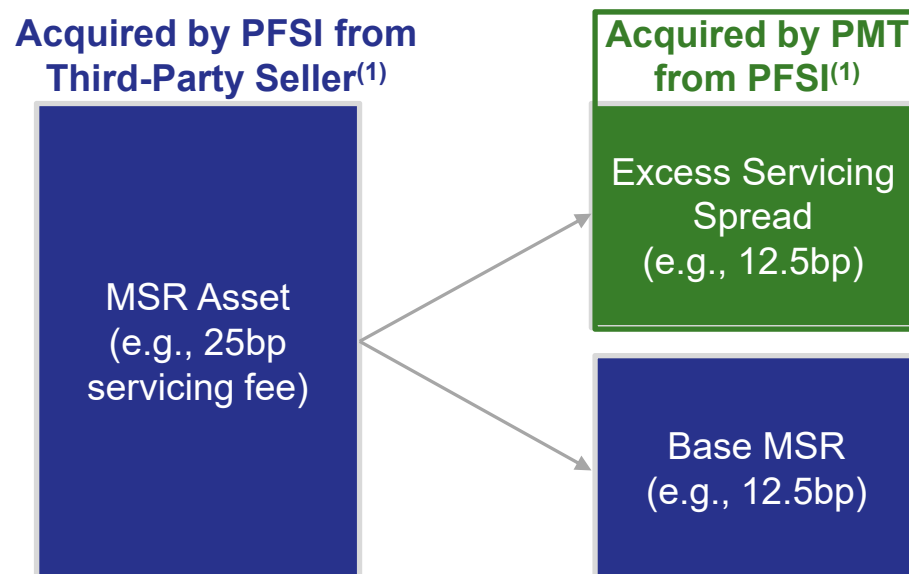 Acquired by PFSI from
Third-Party Seller(1)
MSR Asset
(e.g., 25bp
servicing fee)
Acquired by PMT
from PFSI(1)
Excess Servicing
Spread
(e.g., 12.5bp)
Base MSR
(e.g., 12.5bp)